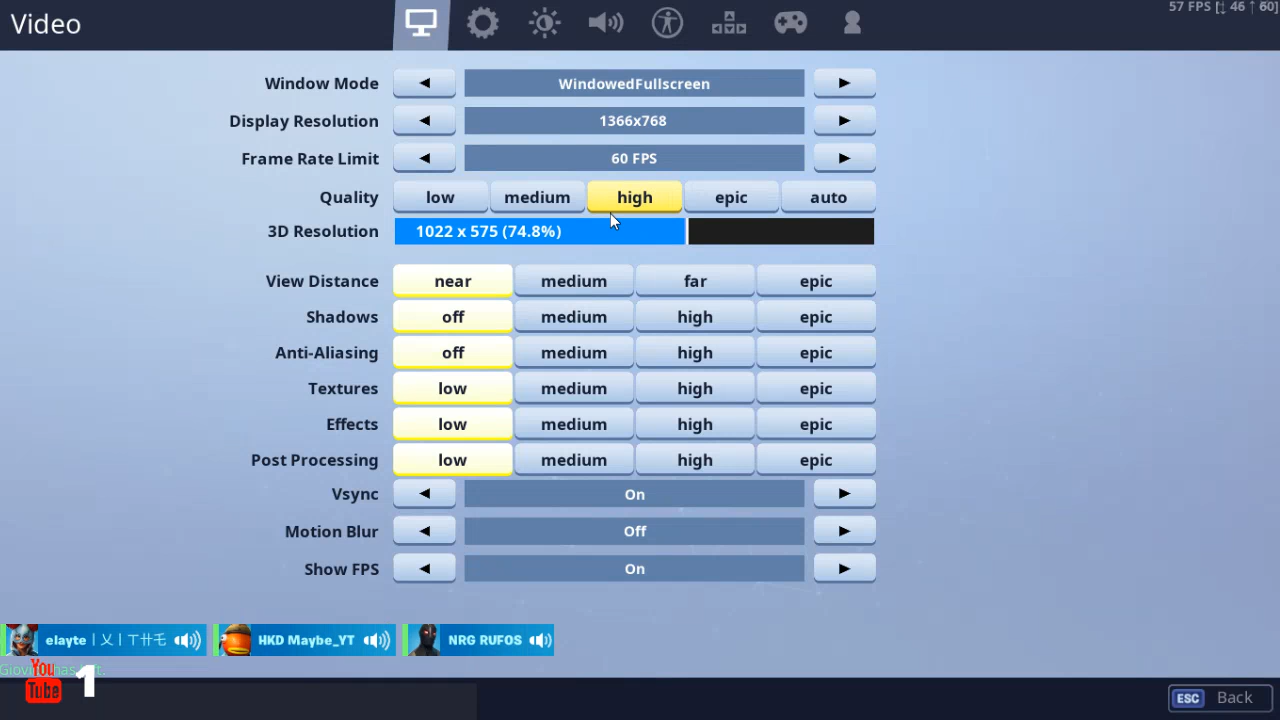 Video
57 FPS [↓ 46 ↑ 60]
Window Mode ◄ WindowedFullscreen ►
Display Resolution ◄ 1366x768 ►
Frame Rate Limit ◄ 60 FPS ►
Quality low medium high epic auto
3D Resolution 1022 x 575 (74.8%)
View Distance near medium far epic
Shadows off medium high epic
Anti-Aliasing off medium high epic
Textures low medium high epic
Effects low medium high epic
Post Processing low medium high epic
Vsync ◄ On ►
Motion Blur ◄ Off ►
Show FPS ◄ On ►
elayte HKD Maybe_YT NRG RUFOS
You
Tube 1
ESC Back